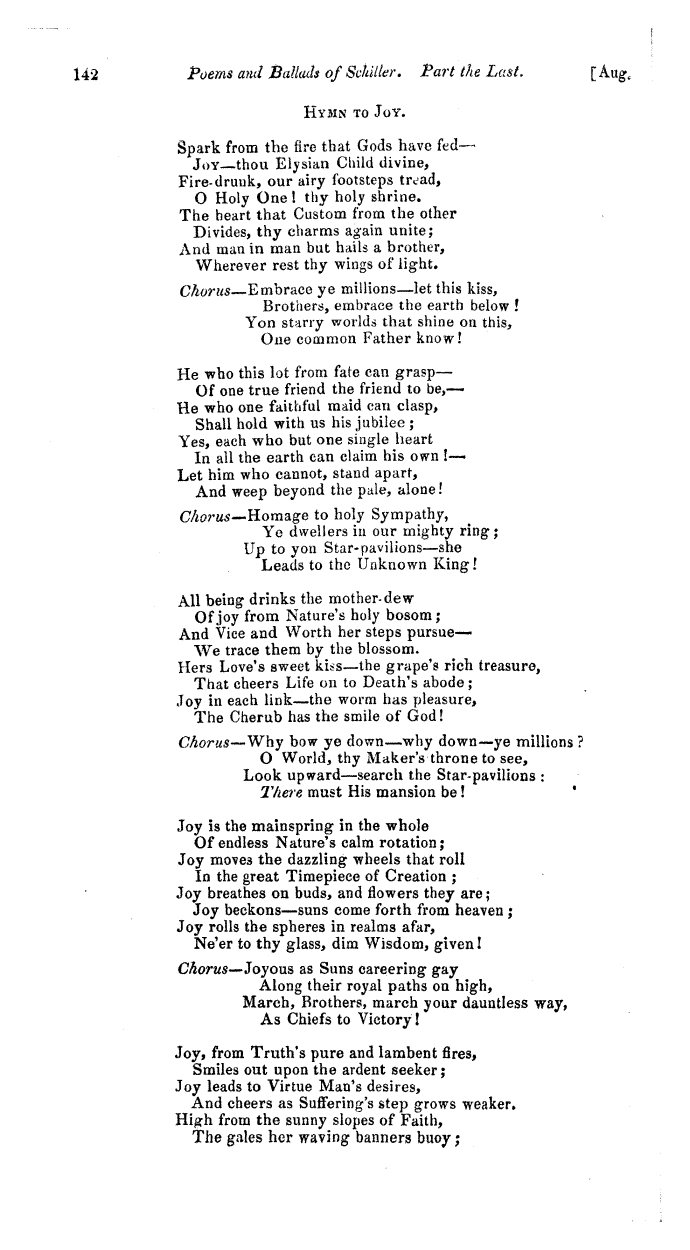 142 Poems and Ballads of Schiller. Part the Last. [Aug.
HYMN TO JOY.
Spark from the fire that Gods have fed—
JOY—thou Elysian Child divine,
Fire-drunk, our airy footsteps tread,
O Holy One! thy holy shrine.
The heart that Custom from the other
Divides, thy charms again unite;
And man in man but hails a brother,
Wherever rest thy wings of light.
Chorus—Embrace ye millions—let this kiss,
Brothers, embrace the earth below!
Yon starry worlds that shine on this,
One common Father know!
He who this lot from fate can grasp—
Of one true friend the friend to be,—
He who one faithful maid can clasp,
Shall hold with us his jubilee;
Yes, each who but one single heart
In all the earth can claim his own!—
Let him who cannot, stand apart,
And weep beyond the pale, alone!
Chorus—Homage to holy Sympathy,
Ye dwellers in our mighty ring;
Up to yon Star-pavilions—she
Leads to the Unknown King!
All being drinks the mother-dew
Of joy from Nature's holy bosom;
And Vice and Worth her steps pursue—
We trace them by the blossom.
Hers Love's sweet kiss—the grape's rich treasure,
That cheers Life on to Death's abode;
Joy in each link—the worm has pleasure,
The Cherub has the smile of God!
Chorus—Why bow ye down—why down—ye millions?
O World, thy Maker's throne to see,
Look upward—search the Star-pavilions:
There must His mansion be!
Joy is the mainspring in the whole
Of endless Nature's calm rotation;
Joy moves the dazzling wheels that roll
In the great Timepiece of Creation;
Joy breathes on buds, and flowers they are;
Joy beckons—suns come forth from heaven;
Joy rolls the spheres in realms afar,
Ne'er to thy glass, dim Wisdom, given!
Chorus—Joyous as Suns careering gay
Along their royal paths on high,
March, Brothers, march your dauntless way,
As Chiefs to Victory!
Joy, from Truth's pure and lambent fires,
Smiles out upon the ardent seeker;
Joy leads to Virtue Man's desires,
And cheers as Suffering's step grows weaker.
High from the sunny slopes of Faith,
The gales her waving banners buoy;